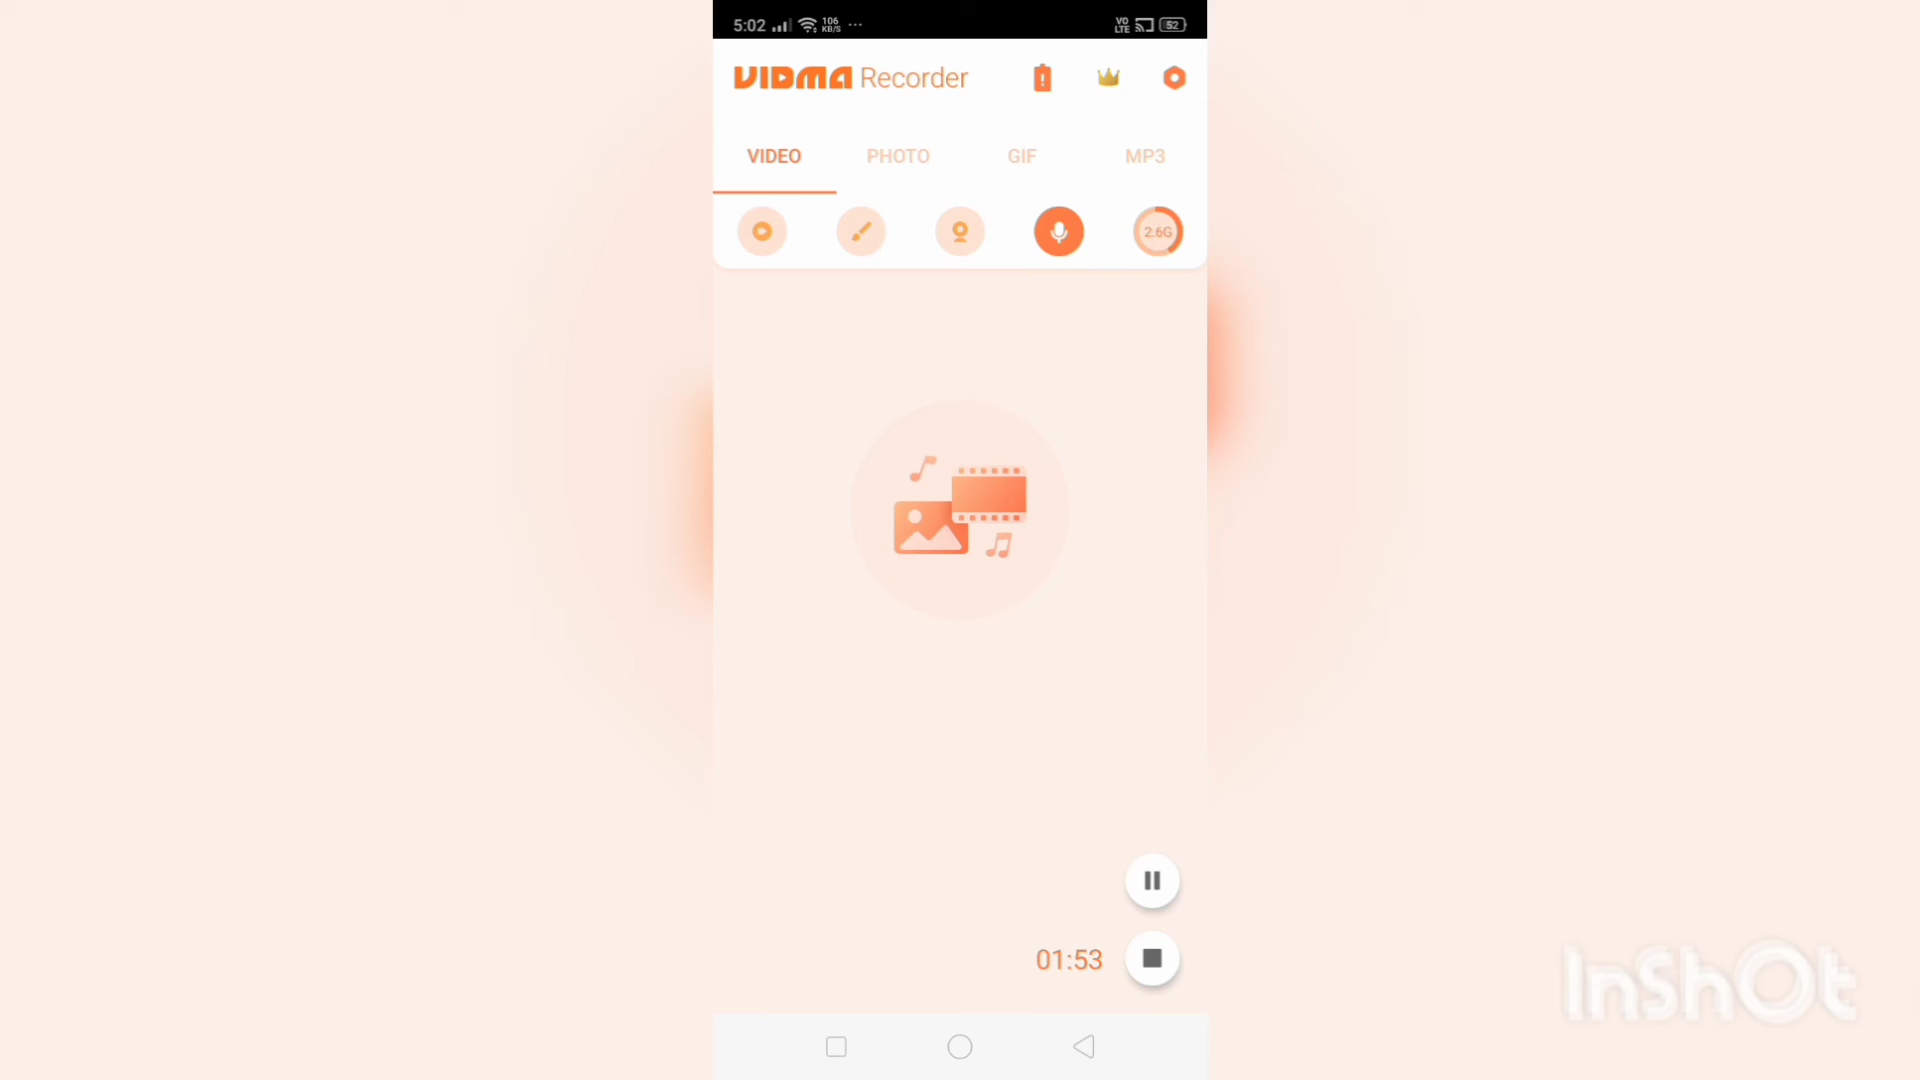 5:02 106 KB/S ... VO LTE 52
VIDMA Recorder
VIDEO PHOTO GIF MP3
2.6G
01:53
InShOt